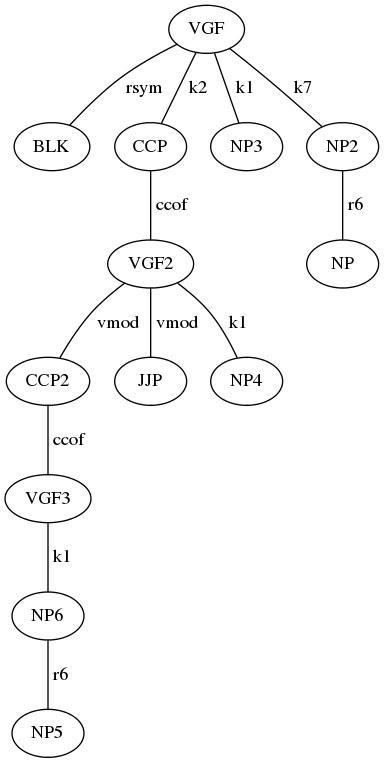 VGF
rsym k2 k1 k7
BLK CCP NP3 NP2
ccof r6
VGF2 NP
vmod vmod k1
CCP2 JJP NP4
ccof
VGF3
k1
NP6
r6
NP5